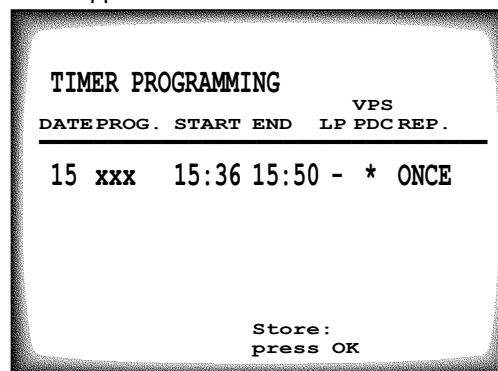 TIMER PROGRAMMING
VPS
DATE PROG. START END LP PDC REP.
15 xxx 15:36 15:50 - * ONCE
Store:
press OK